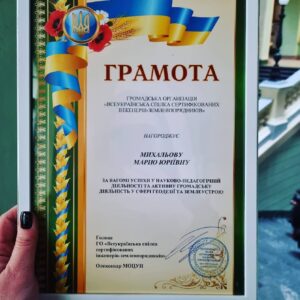 ГРАМОТА
ГРОМАДСЬКА ОРГАНІЗАЦІЯ
«ВСЕУКРАЇНСЬКА СПІЛКА СЕРТИФІКОВАНИХ
ІНЖЕНЕРІВ-ЗЕМЛЕВПОРЯДНИКІВ»
НАГОРОДЖУЄ
МИХАЛЬОВУ
МАРІЮ ЮРІЇВНУ
ЗА ВАГОМІ УСПІХИ У НАУКОВО-ПЕДАГОГІЧНІЙ
ДІЯЛЬНОСТІ ТА АКТИВНУ ГРОМАДСЬКУ
ДІЯЛЬНІСТЬ У СФЕРІ ГЕОДЕЗІЇ ТА ЗЕМЛЕУСТРОЮ
Голова
ГО «Всеукраїнська спілка
сертифікованих
інженерів-землевпорядників»
Олександр МОЦУП